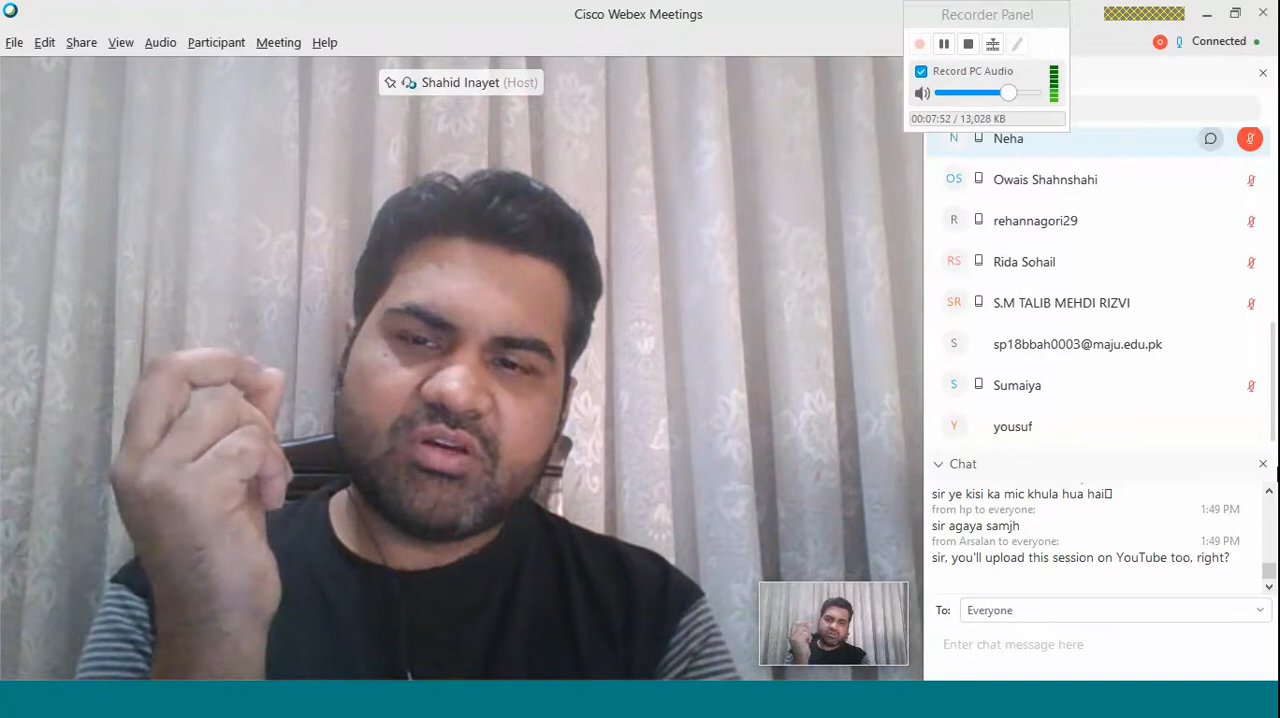 Cisco Webex Meetings
File Edit Share View Audio Participant Meeting Help
Recorder Panel
Record PC Audio
00:07:52 / 13,028 KB
Connected
Shahid Inayet (Host)
N Neha
OS Owais Shahnshahi
R rehannagori29
RS Rida Sohail
SR S.M TALIB MEHDI RIZVI
S sp18bbah0003@maju.edu.pk
S Sumaiya
Y yousuf
Chat
sir ye kisi ka mic khula hua hai
from hp to everyone: 1:49 PM
sir agaya samjh
from Arsalan to everyone: 1:49 PM
sir, you'll upload this session on YouTube too, right?
To: Everyone
Enter chat message here